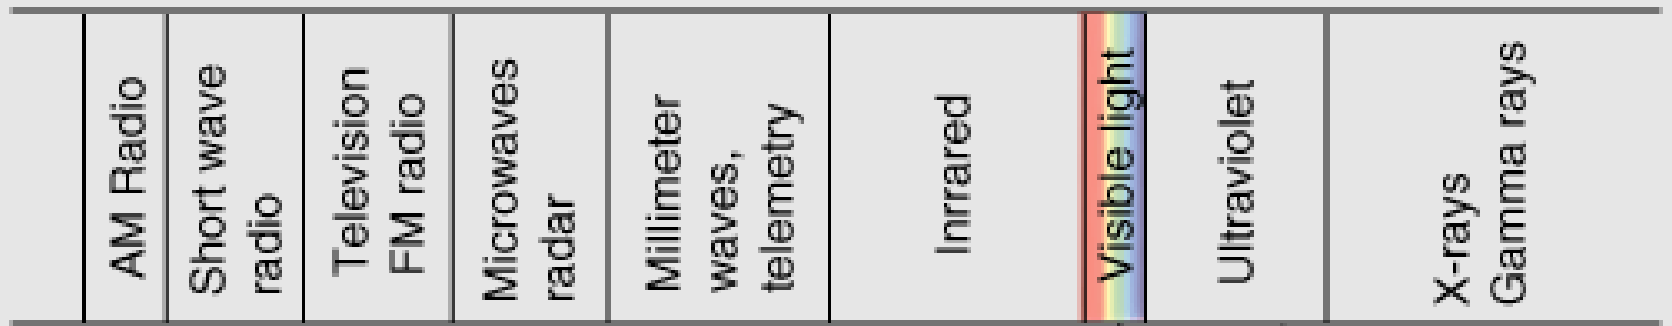 AM Radio
Short wave
radio
Television
FM radio
Microwaves
radar
Millimeter
waves,
telemetry
Inrrared
Visible light
Ultraviolet
X-rays
Gamma rays